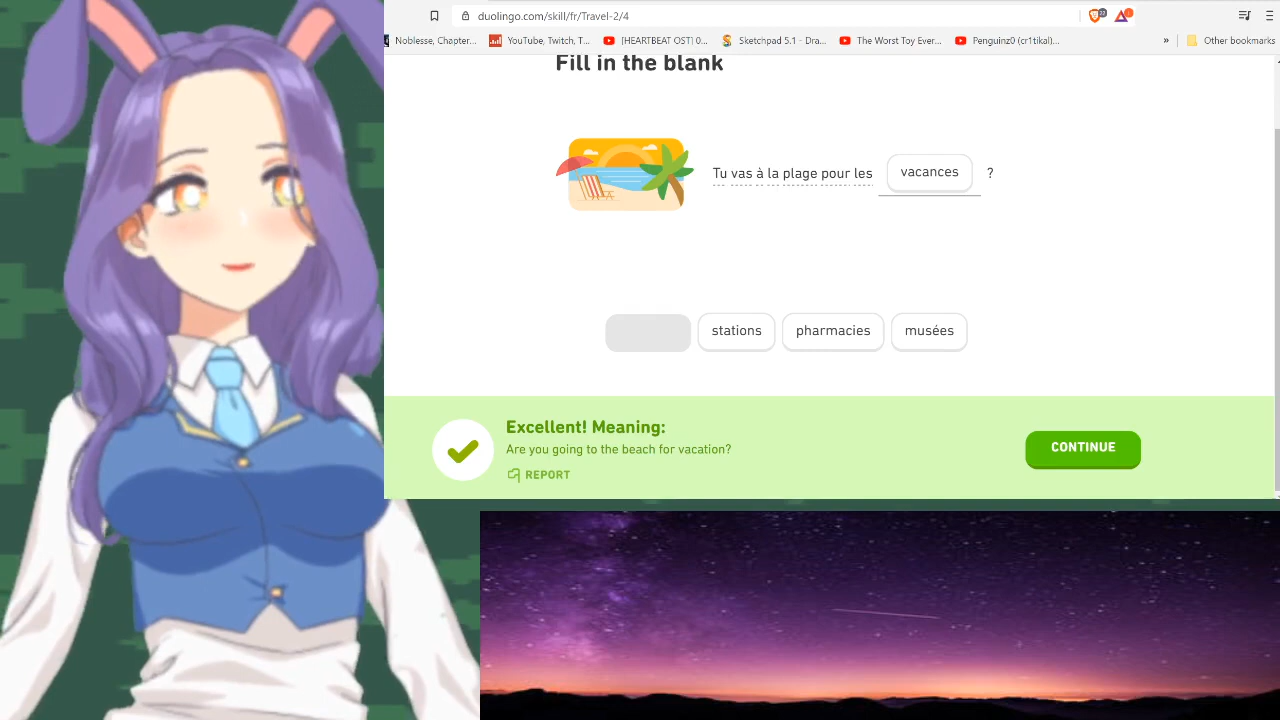 duolingo.com/skill/fr/Travel-2/4
Noblesse, Chapter... YouTube, Twitch, T... [HEARTBEAT OST] 0... Sketchpad 5.1 - Dra... The Worst Toy Ever... Penguinz0 (cr1tikal)... » Other bookmarks
Fill in the blank
Tu vas à la plage pour les vacances ?
stations pharmacies musées
Excellent! Meaning:
Are you going to the beach for vacation?
REPORT
CONTINUE